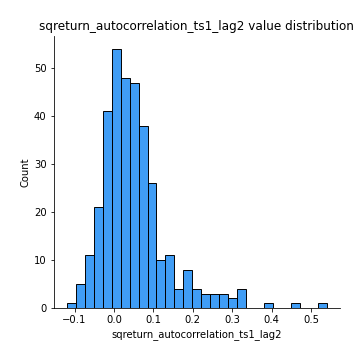 sqreturn_autocorrelation_ts1_lag2 value distribution
50
40
30
20
10
0
Count
−0.1 0.0 0.1 0.2 0.3 0.4 0.5
sqreturn_autocorrelation_ts1_lag2